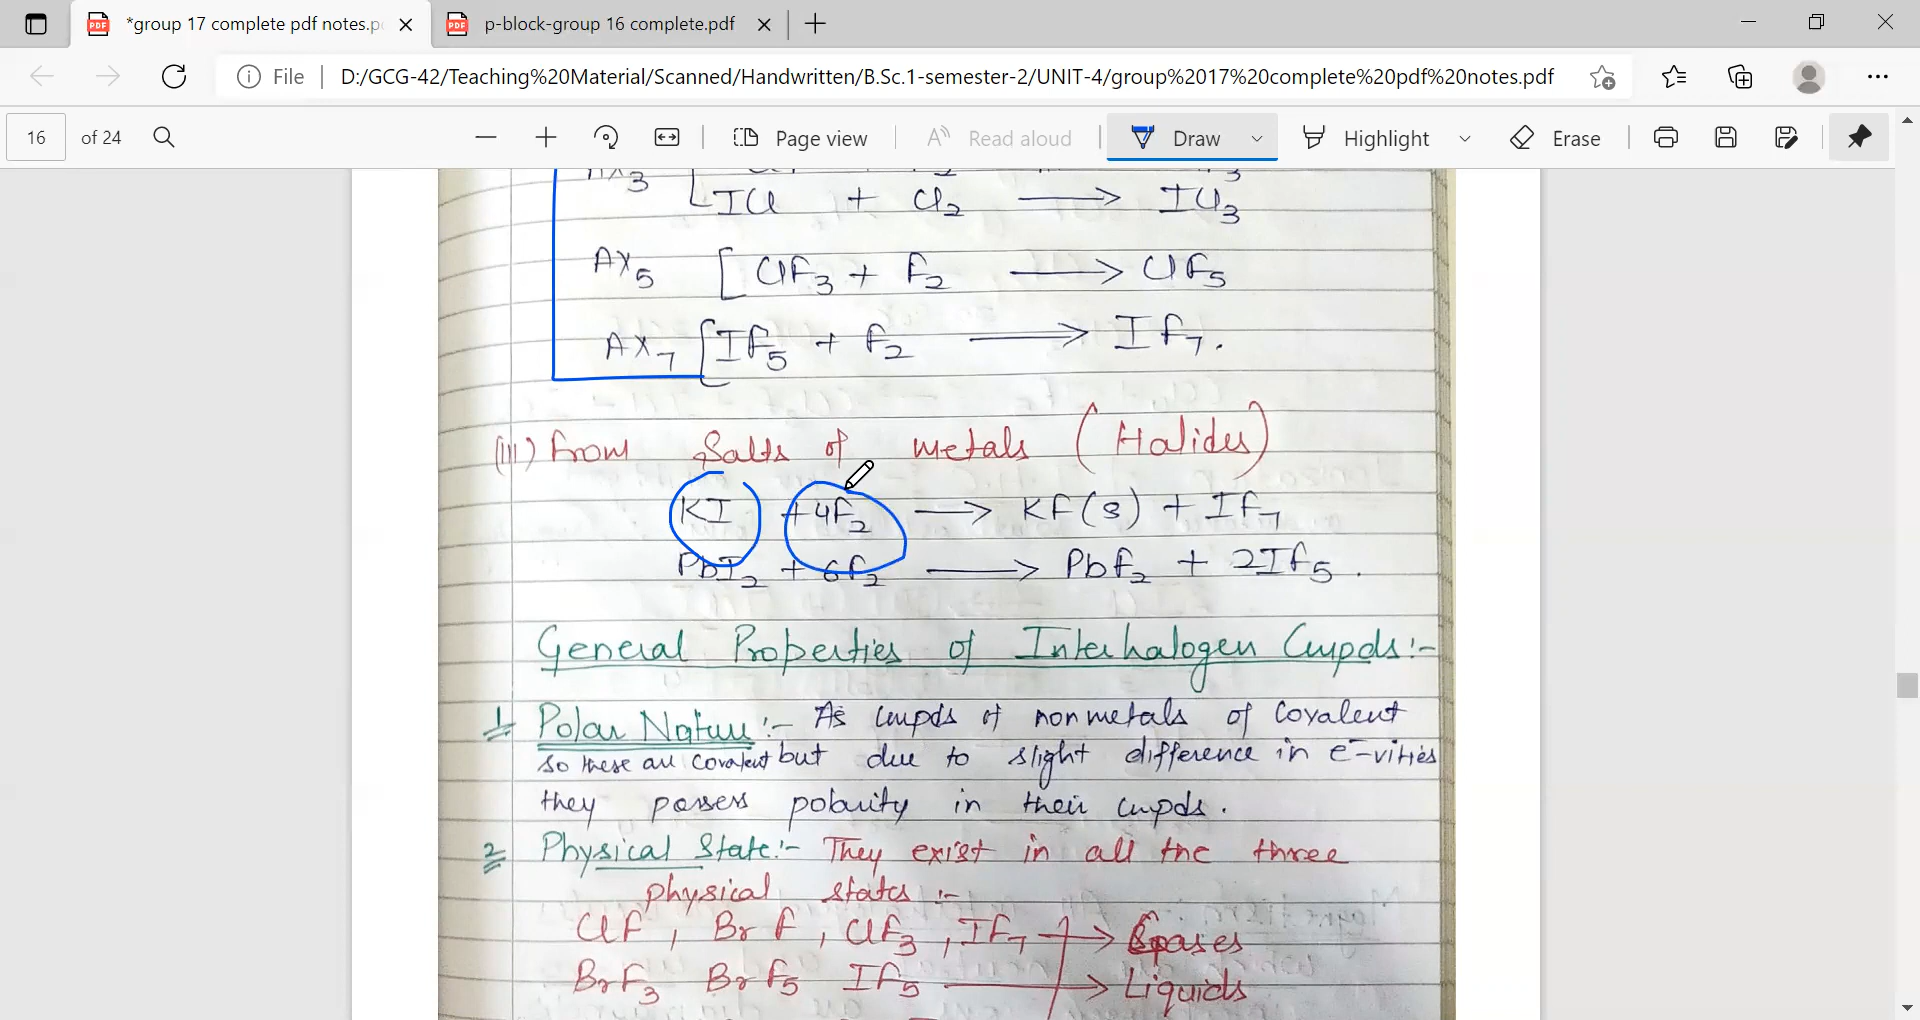 *group 17 complete pdf notes.p
p-block-group 16 complete.pdf
File
D:/GCG-42/Teaching%20Material/Scanned/Handwritten/B.Sc.1-semester-2/UNIT-4/group%2017%20complete%20pdf%20notes.pdf
16 of 24
Page view
Read aloud
Draw
Highlight
Erase
ICl + Cl₂ ⟶ ICl₃
AX₅ [ ClF₃ + F₂ ⟶ ClF₅
AX₇ [ IF₅ + F₂ ⟶ IF₇.
(III) From Salts of metals (Halides)
KI + 4F₂ ⟶ KF(s) + IF₇
PbI₂ + 6F₂ ⟶ PbF₂ + 2IF₅.
General Properties of Interhalogen Cmpds:-
1. Polar Nature:- As cmpds of nonmetals of covalent
so these are covalent but due to slight difference in e⁻-vities
they possess polarity in their cmpds.
2. Physical State:- They exist in all the three
physical states:-
ClF, BrF, ClF₃, IF₇ ⟶ Gases
BrF₃ BrF₅ IF₅ ⟶ Liquids